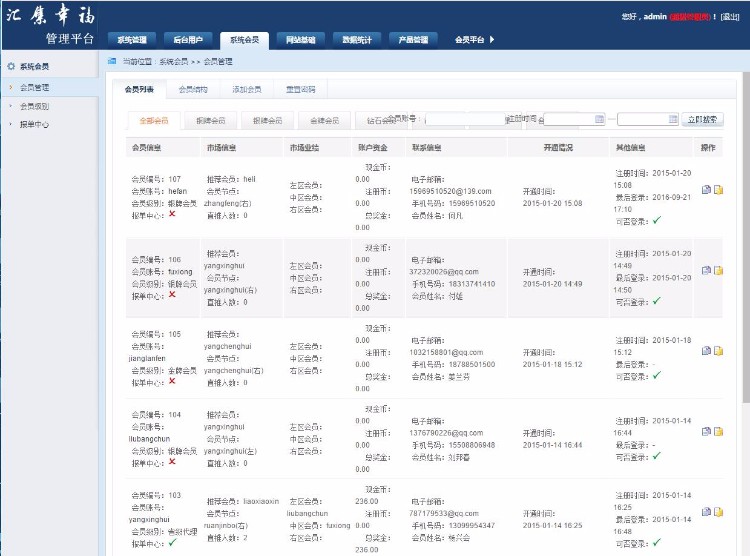 汇集幸福
管理平台
您好，admin (超级管理员)！ [退出]
系统管理 后台用户 系统会员 网站基础 数据统计 产品管理 会员平台
系统会员
会员管理
会员级别
报单中心
当前位置：系统会员 >> 会员管理
会员列表 会员结构 添加会员 重置密码
全部会员 铜牌会员 银牌会员 金牌会员 钻石会 会员账号： 注册时间 — 立即搜索
会员信息 市场信息 市场业绩 账户资金 联系信息 开通情况 其他信息 操作
会员编号：107
会员账号：hefan
会员级别：银牌会员
报单中心：
推荐会员：heli
会员节点：
zhangfeng(右)
直推人数：0
左区会员：
中区会员：
右区会员：
现金币：
0.00
注册币：
0.00
总奖金：
0.00
电子邮箱：
15969510520@139.com
手机号码：15969510520
会员姓名：何凡
开通时间：
2015-01-20 15:08
注册时间：2015-01-20
15:08
最后登录：2016-09-21
17:10
可否登录：
会员编号：106
会员账号：fuxiong
会员级别：银牌会员
报单中心：
推荐会员：
yangxinghui
会员节点：
yangxinghui(右)
直推人数：0
左区会员：
中区会员：
右区会员：
现金币：
0.00
注册币：
0.00
总奖金：
0.00
电子邮箱：
372320026@qq.com
手机号码：18313741410
会员姓名：付雄
开通时间：
2015-01-20 14:49
注册时间：2015-01-20
14:49
最后登录：2015-01-20
14:50
可否登录：
会员编号：105
会员账号：
jianglanfen
会员级别：金牌会员
报单中心：
推荐会员：
yangchenghui
会员节点：
yangchenghui(右)
直推人数：0
左区会员：
中区会员：
右区会员：
现金币：
0.00
注册币：
0.00
总奖金：
0.00
电子邮箱：
1032158801@qq.com
手机号码：18788501500
会员姓名：姜兰芬
开通时间：
2015-01-18 15:12
注册时间：2015-01-18
15:12
最后登录：-
可否登录：
会员编号：104
会员账号：
liubangchun
会员级别：银牌会员
报单中心：
推荐会员：
yangxinghui
会员节点：
yangxinghui(左)
直推人数：0
左区会员：
中区会员：
右区会员：
现金币：
0.00
注册币：
0.00
总奖金：
0.00
电子邮箱：
1376790226@qq.com
手机号码：15508806948
会员姓名：刘邦春
开通时间：
2015-01-14 16:44
注册时间：2015-01-14
16:44
最后登录：-
可否登录：
会员编号：103
会员账号：
yangxinghui
会员级别：省级代理
报单中心：
推荐会员：liaoxiaoxin
会员节点：
ruanjinbo(右)
直推人数：2
左区会员：
liubangchun
中区会员：fuxiong
右区会员：
现金币：
236.00
注册币：
0.00
总奖金：
236.00
电子邮箱：
787179533@qq.com
手机号码：13099954347
会员姓名：杨兴会
开通时间：
2015-01-14 16:25
注册时间：2015-01-14
16:25
最后登录：2015-01-14
16:48
可否登录：